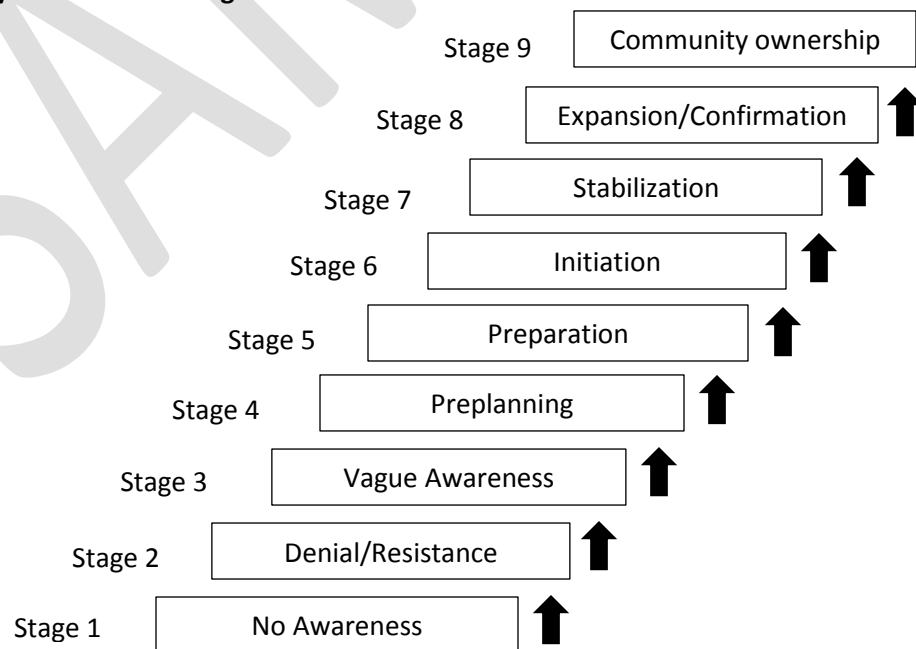 Stage 9 Community ownership
Stage 8 Expansion/Confirmation
Stage 7 Stabilization
Stage 6 Initiation
Stage 5 Preparation
Stage 4 Preplanning
Stage 3 Vague Awareness
Stage 2 Denial/Resistance
Stage 1 No Awareness